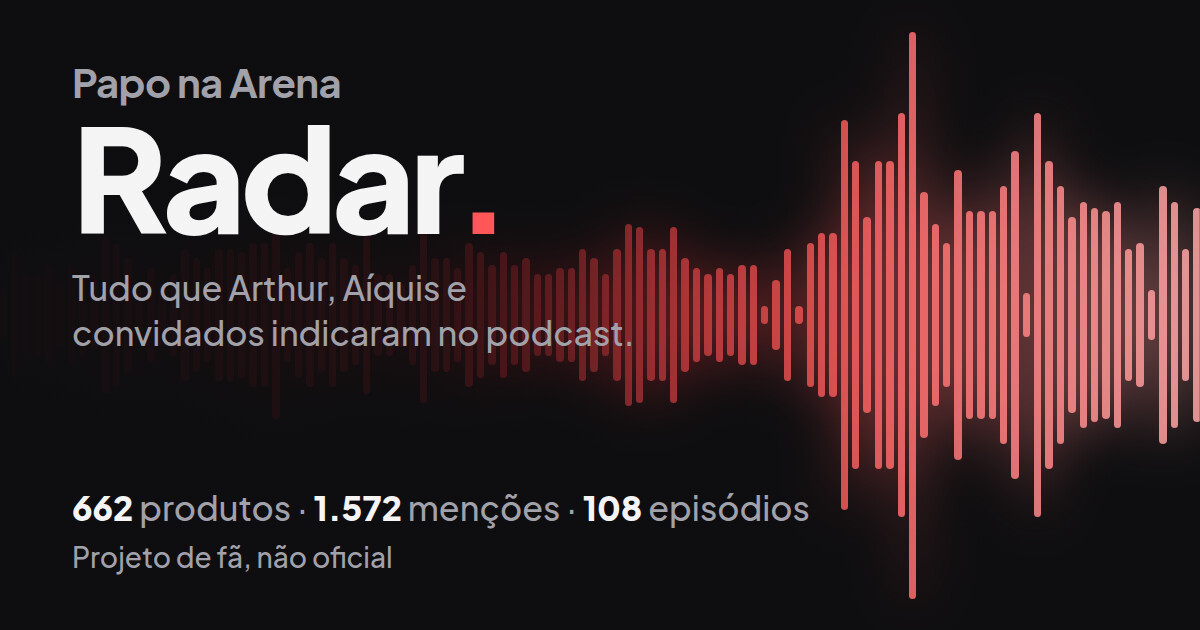 Papo na Arena
Radar.
Tudo que Arthur, Aíquis e
convidados indicaram no podcast.
662 produtos · 1.572 menções · 108 episódios
Projeto de fã, não oficial